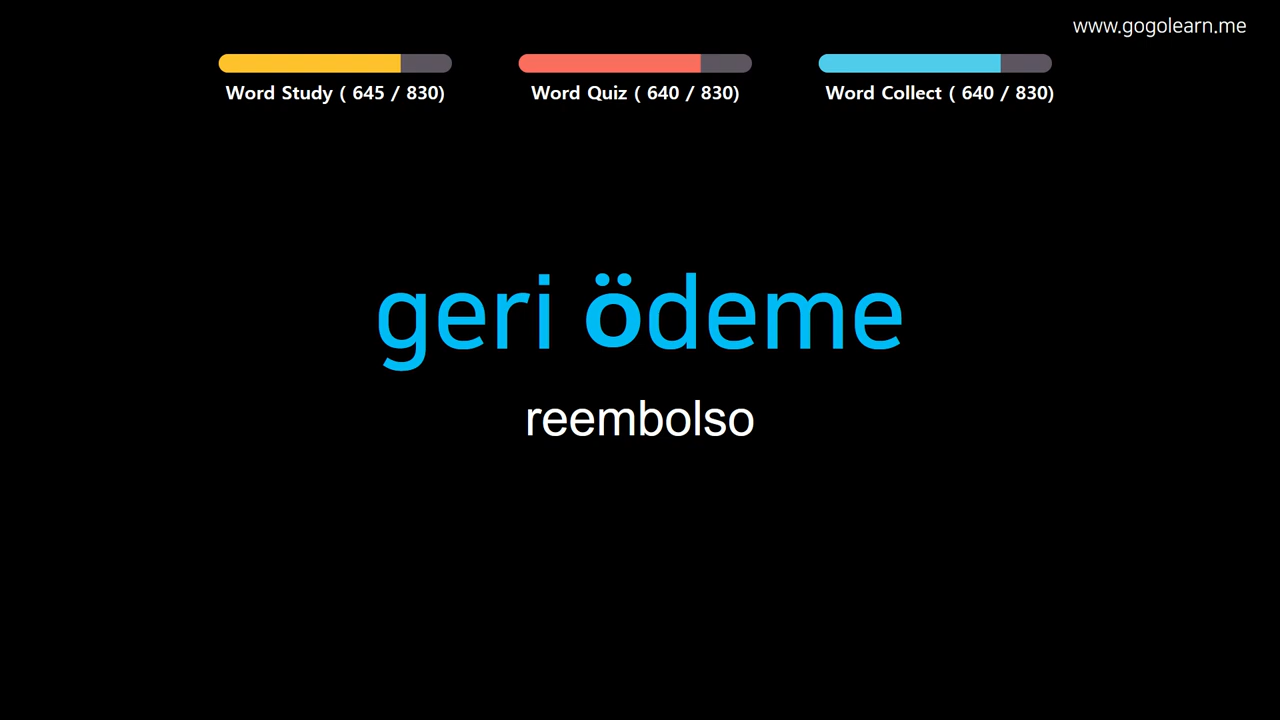 www.gogolearn.me
Word Study ( 645 / 830)
Word Quiz ( 640 / 830)
Word Collect ( 640 / 830)
geri ödeme
reembolso